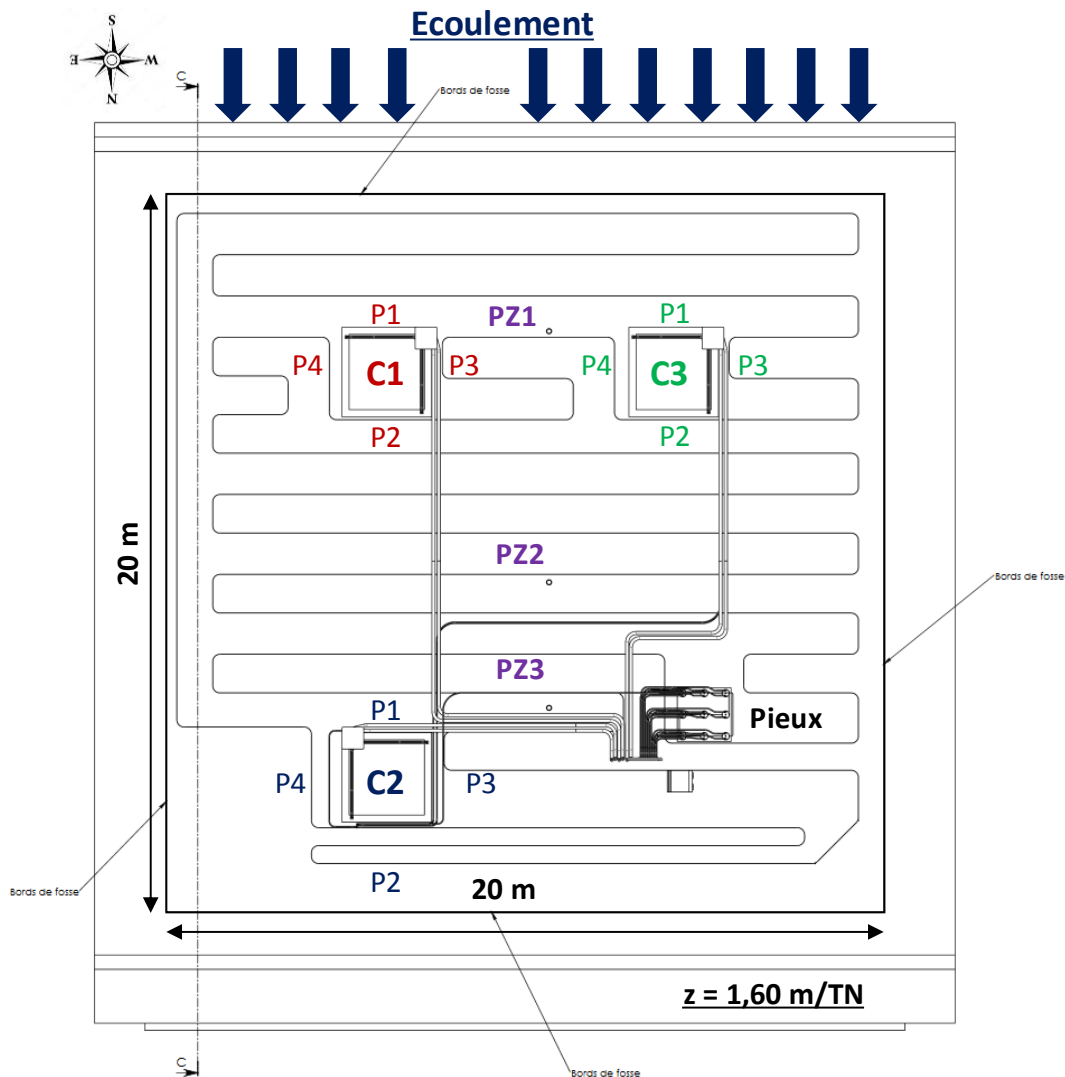 Ecoulement
S
E
W
N
C
Bords de fosse
P1
PZ1
P1
P4
C1
P3
P4
C3
P3
P2
P2
20 m
PZ2
Bords de fosse
PZ3
P1
Pieux
P4
C2
P3
P2
20 m
Bords de fosse
z = 1,60 m/TN
C
Bords de fosse